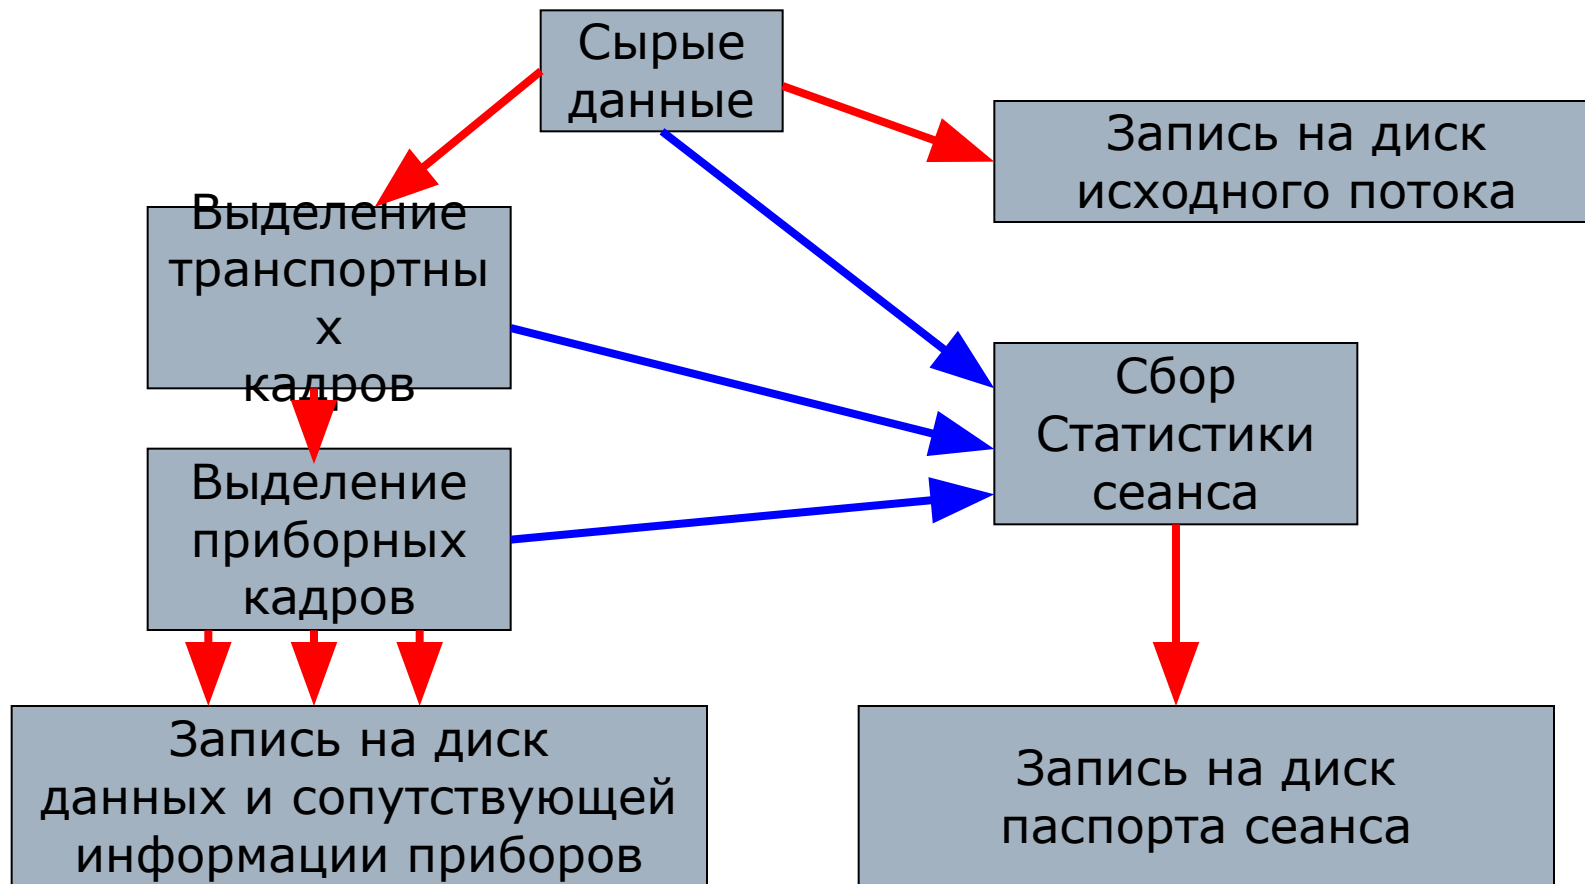 Сырые
данные
Запись на диск
исходного потока
Выделение
транспортны
х
кадров
Сбор
Статистики
сеанса
Выделение
приборных
кадров
Запись на диск
данных и сопутствующей
информации приборов
Запись на диск
паспорта сеанса